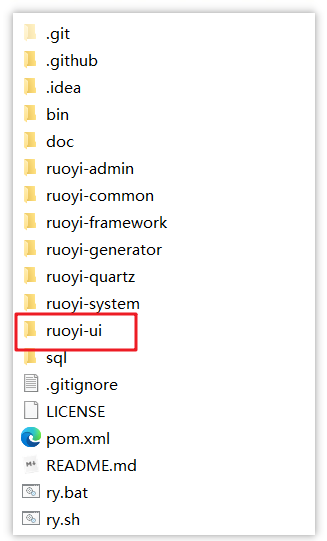 .git
.github
.idea
bin
doc
ruoyi-admin
ruoyi-common
ruoyi-framework
ruoyi-generator
ruoyi-quartz
ruoyi-system
ruoyi-ui
sql
.gitignore
LICENSE
pom.xml
README.md
ry.bat
ry.sh